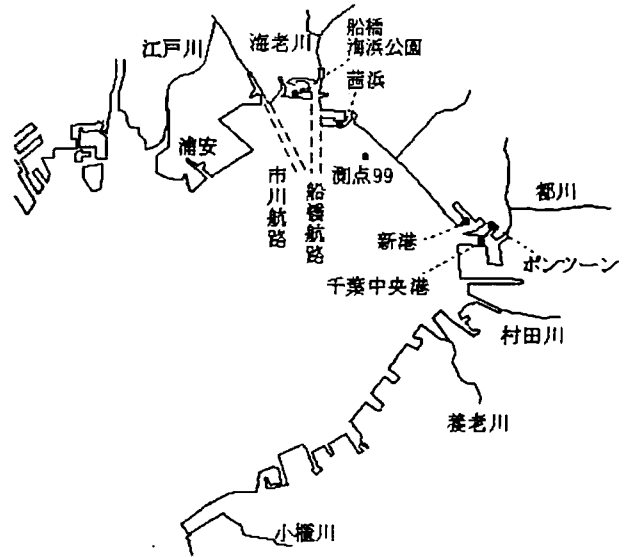 船橋
海浜公園
海老川
江戸川
茜浜
浦安
測点99
市川航路
船橋航路
都川
新港
ポンツーン
千葉中央港
村田川
養老川
小櫃川